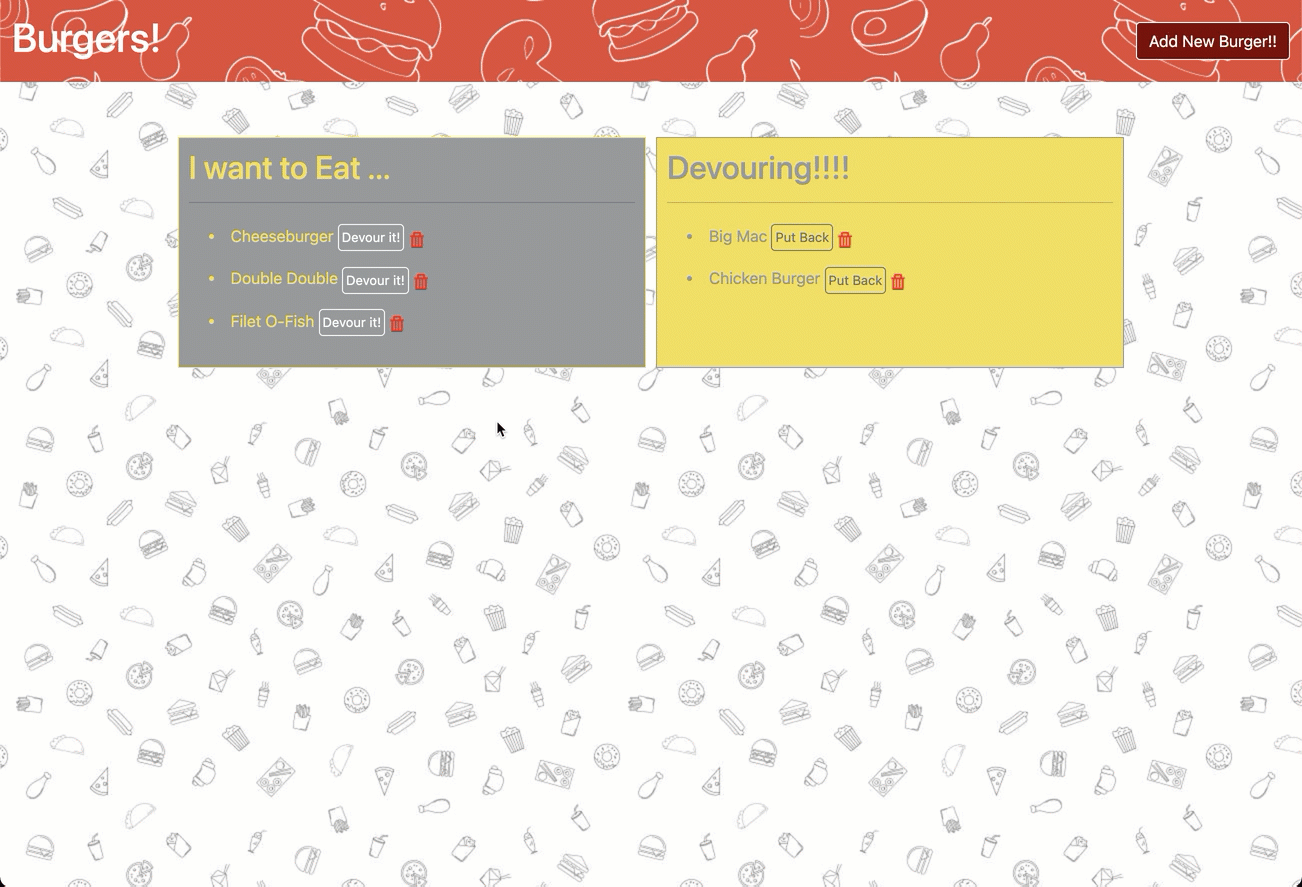 Burgers!
Add New Burger!!
I want to Eat ...
Cheeseburger Devour it!
Double Double Devour it!
Filet O-Fish Devour it!
Devouring!!!!
Big Mac Put Back
Chicken Burger Put Back